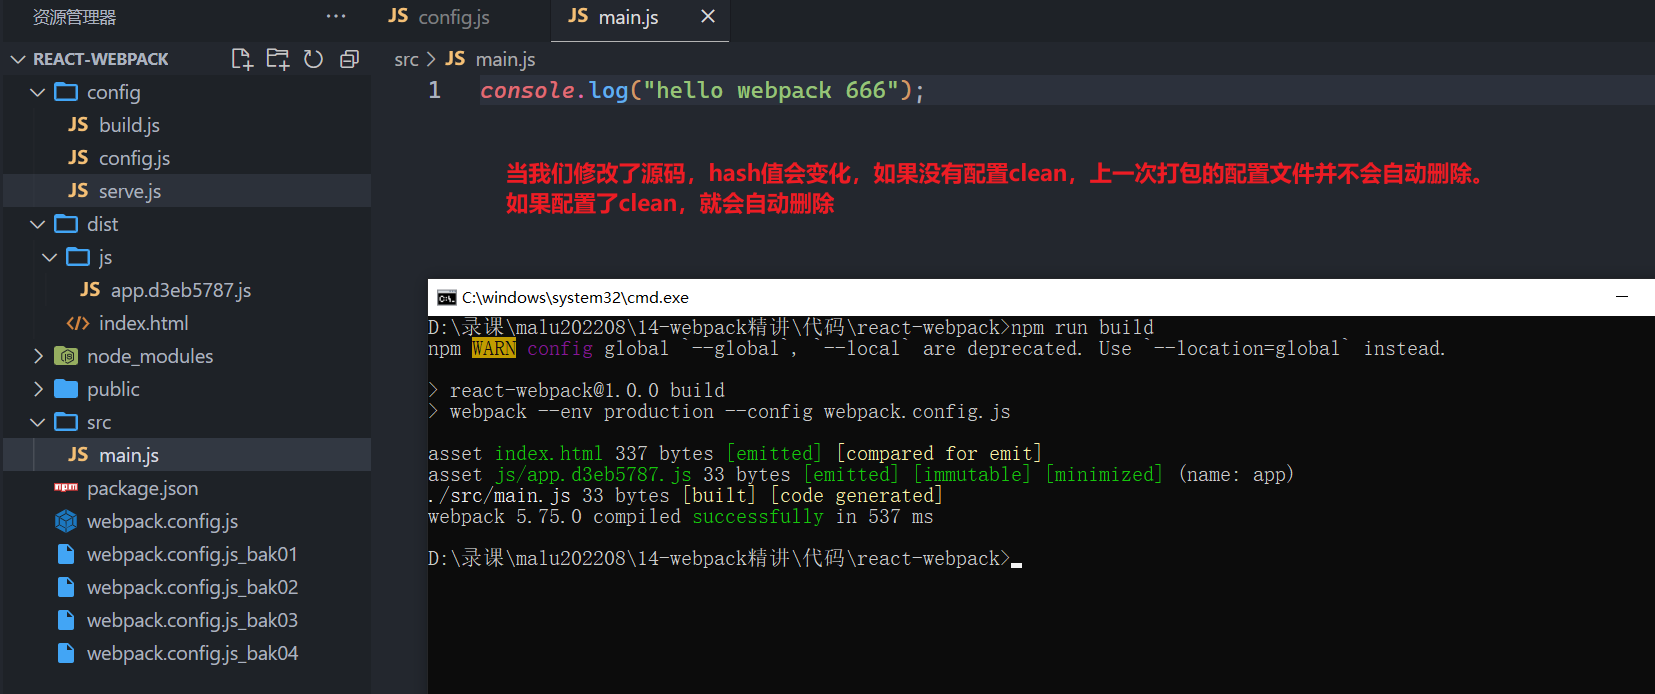 资源管理器
REACT-WEBPACK
config
JS build.js
JS config.js
JS serve.js
dist
js
JS app.d3eb5787.js
index.html
node_modules
public
src
JS main.js
package.json
webpack.config.js
webpack.config.js_bak01
webpack.config.js_bak02
webpack.config.js_bak03
webpack.config.js_bak04
JS config.js JS main.js
src > JS main.js
1 console.log("hello webpack 666");
当我们修改了源码，hash值会变化，如果没有配置clean，上一次打包的配置文件并不会自动删除。
如果配置了clean，就会自动删除
C:\windows\system32\cmd.exe
D:\录课\malu202208\14-webpack精讲\代码\react-webpack>npm run build
npm WARN config global `--global`, `--local` are deprecated. Use `--location=global` instead.
> react-webpack@1.0.0 build
> webpack --env production --config webpack.config.js
asset index.html 337 bytes [emitted] [compared for emit]
asset js/app.d3eb5787.js 33 bytes [emitted] [immutable] [minimized] (name: app)
./src/main.js 33 bytes [built] [code generated]
webpack 5.75.0 compiled successfully in 537 ms
D:\录课\malu202208\14-webpack精讲\代码\react-webpack>